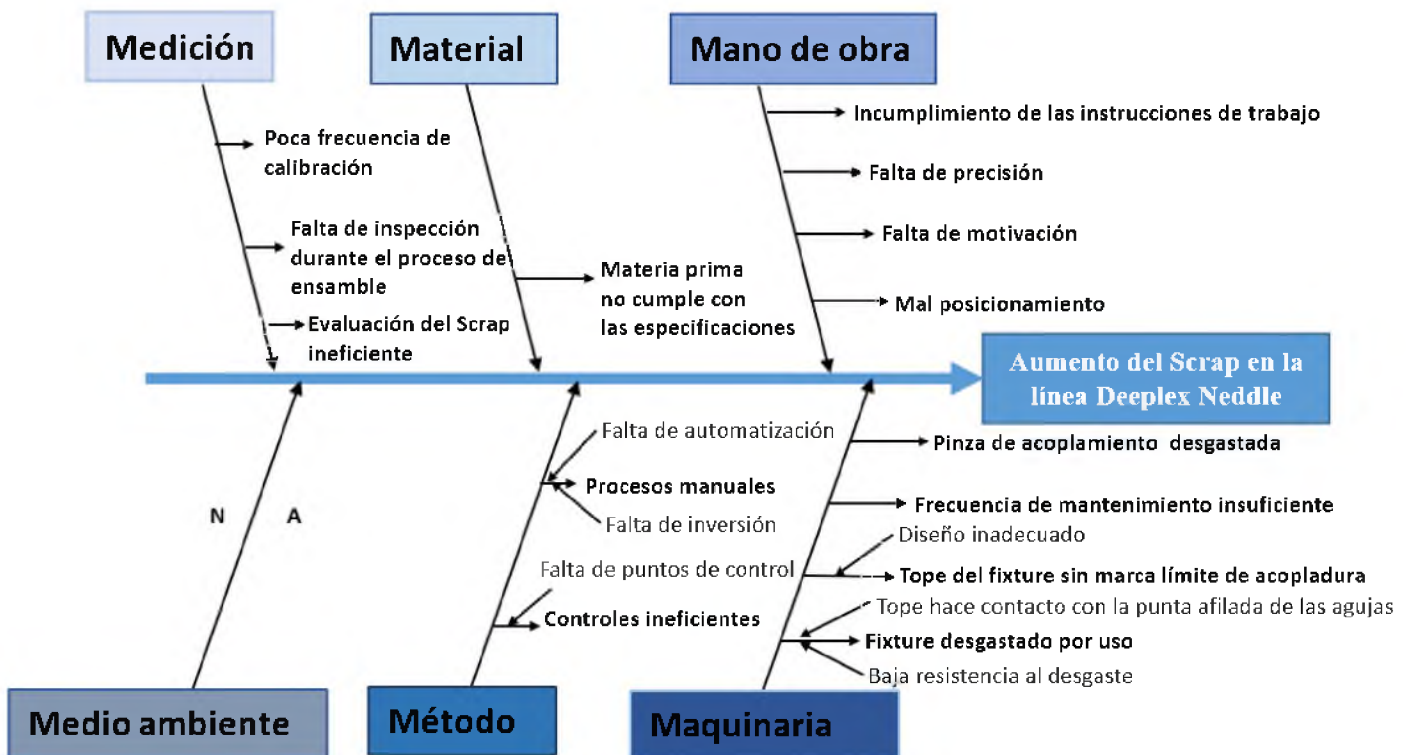 Medición
Material
Mano de obra
Poca frecuencia de
calibración
Falta de inspección
durante el proceso de
ensamble
Evaluación del Scrap
ineficiente
Materia prima
no cumple con
las especificaciones
Incumplimiento de las instrucciones de trabajo
Falta de precisión
Falta de motivación
Mal posicionamiento
Aumento del Scrap en la
línea Deeplex Neddle
N A
Falta de automatización
Procesos manuales
Falta de inversión
Falta de puntos de control
Controles ineficientes
Pinza de acoplamiento desgastada
Frecuencia de mantenimiento insuficiente
Diseño inadecuado
Tope del fixture sin marca límite de acopladura
Tope hace contacto con la punta afilada de las agujas
Fixture desgastado por uso
Baja resistencia al desgaste
Medio ambiente
Método
Maquinaria